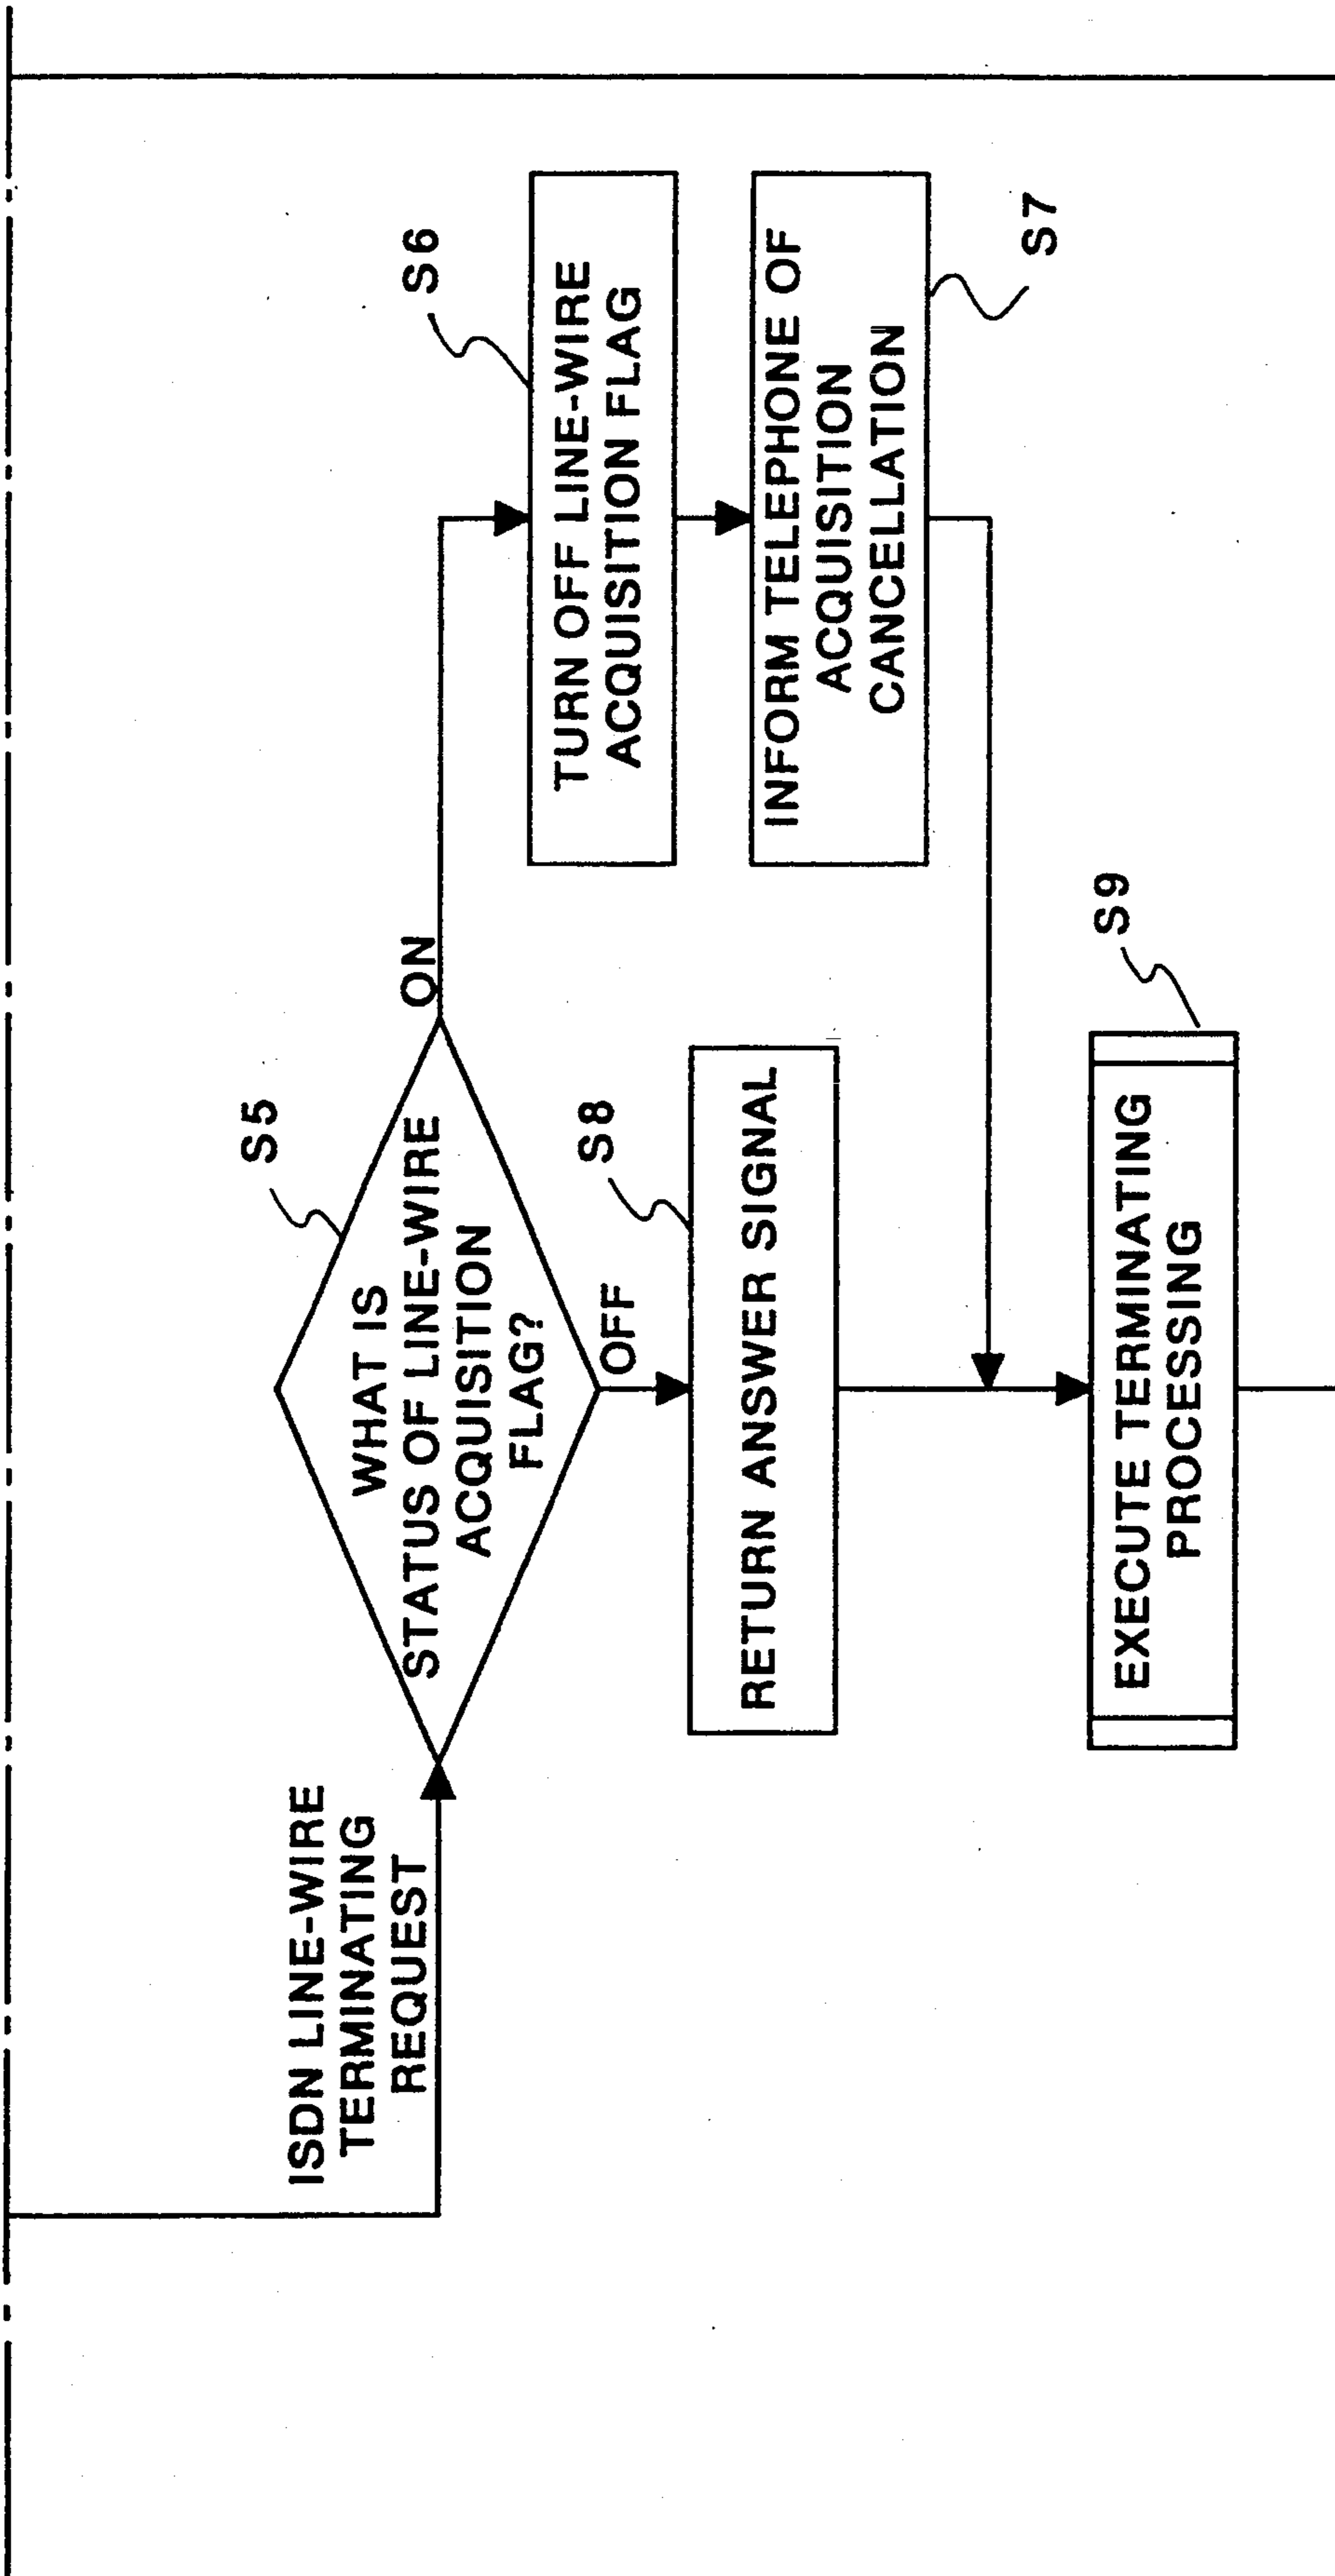 ISDN LINE-WIRE
TERMINATING
REQUEST
S5
WHAT IS
STATUS OF LINE-WIRE
ACQUISITION
FLAG?
ON
OFF
S6
TURN OFF LINE-WIRE
ACQUISITION FLAG
INFORM TELEPHONE OF
ACQUISITION
CANCELLATION
S7
S8
RETURN ANSWER SIGNAL
S9
EXECUTE TERMINATING
PROCESSING